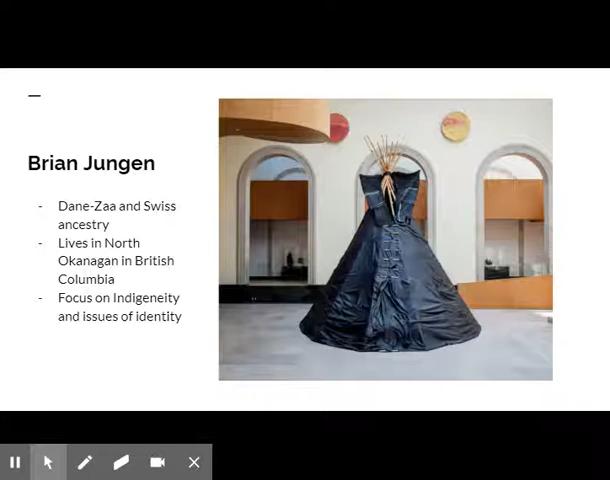 Brian Jungen
- Dane-Zaa and Swiss
ancestry
- Lives in North
Okanagan in British
Columbia
- Focus on Indigeneity
and issues of identity